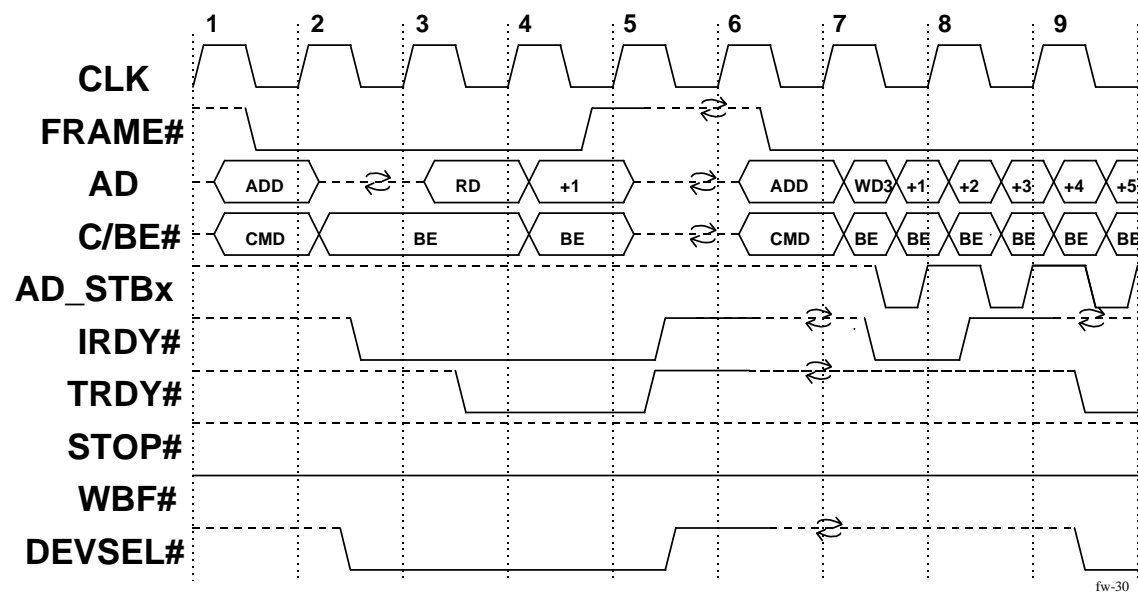 1 2 3 4 5 6 7 8 9
CLK
FRAME#
AD ADD RD +1 ADD WD3 +1 +2 +3 +4 +5
C/BE# CMD BE BE CMD BE BE BE BE BE BE
AD_STBx
IRDY#
TRDY#
STOP#
WBF#
DEVSEL#
fw-30